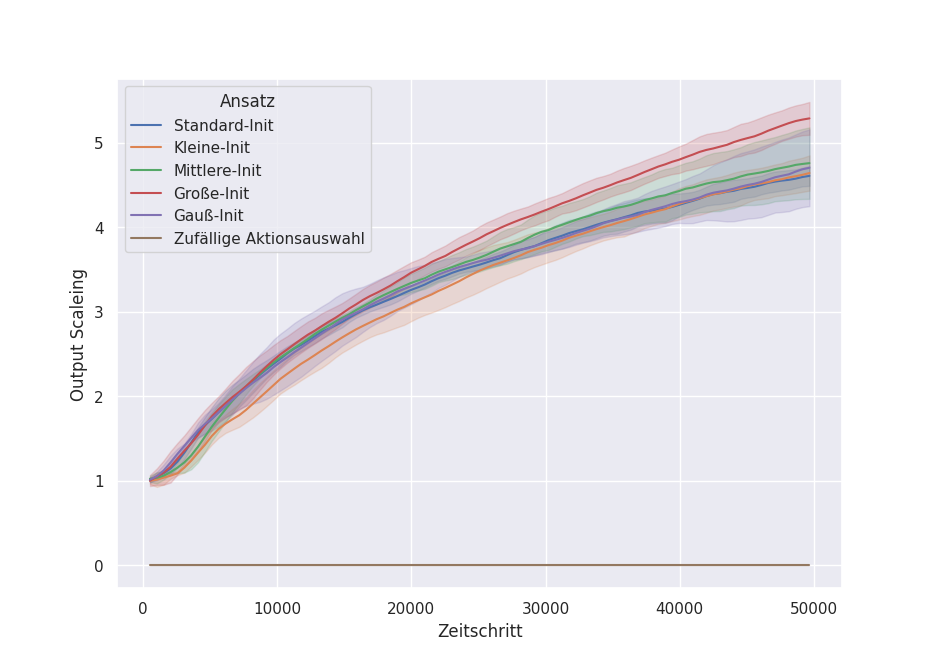 Ansatz
Standard-Init
Kleine-Init
Mittlere-Init
Große-Init
Gauß-Init
Zufällige Aktionsauswahl
Output Scaleing
5
4
3
2
1
0
0 10000 20000 30000 40000 50000
Zeitschritt